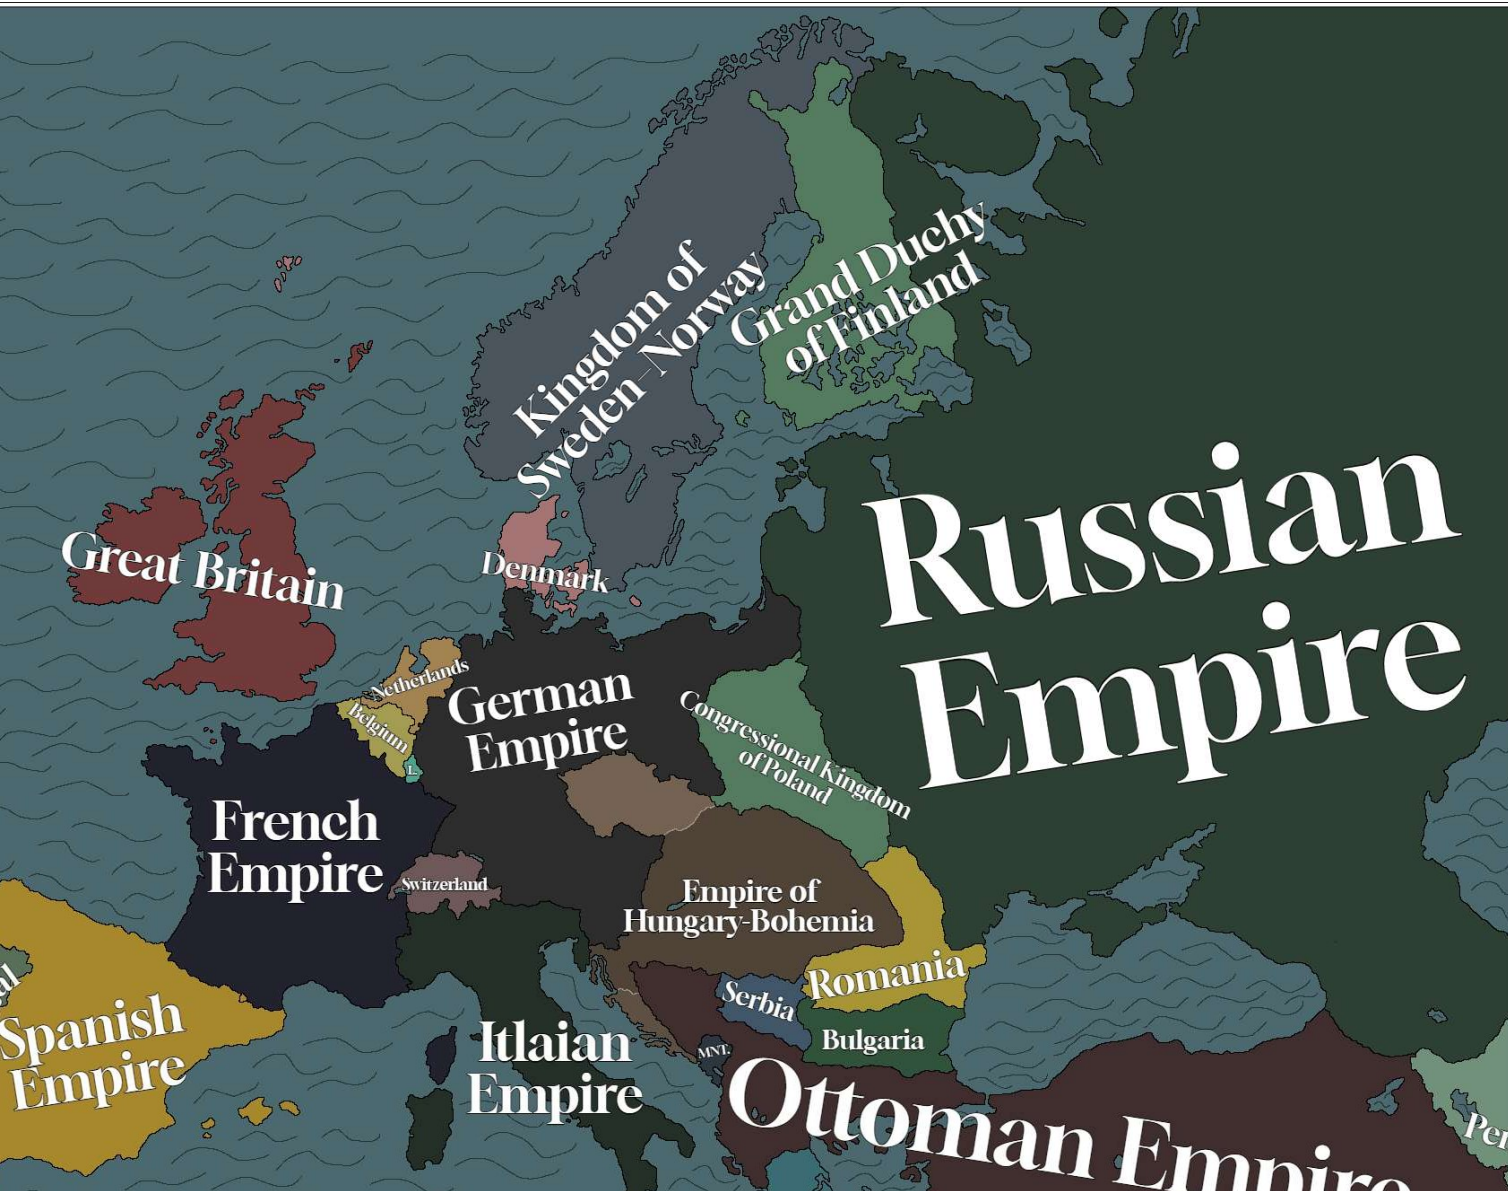 Kingdom of
Sweden–Norway
Grand Duchy
of Finland
Great Britain
Denmark
Russian
Empire
Netherlands
Belgium
L.
German
Empire
Congressional Kingdom
of Poland
French
Empire
Switzerland
Empire of
Hungary-Bohemia
Romania
Serbia
Bulgaria
MNT.
al
Spanish
Empire
Itlaian
Empire
Ottoman Empire
Per